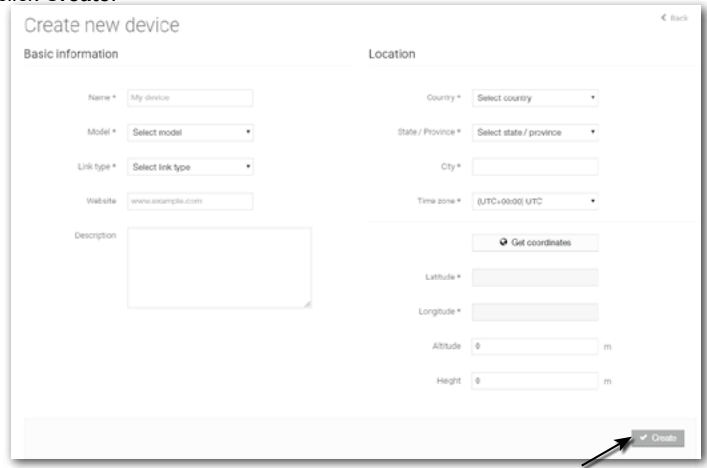 Create new device
< Back
Basic information
Name *
My device
Model *
Select model
Link type *
Select link type
Website
www.example.com
Description
Location
Country *
Select country
State / Province *
Select state / province
City *
Time zone *
(UTC+00:00) UTC
Get coordinates
Latitude *
Longitude *
Altitude
0
m
Height
0
m
Create